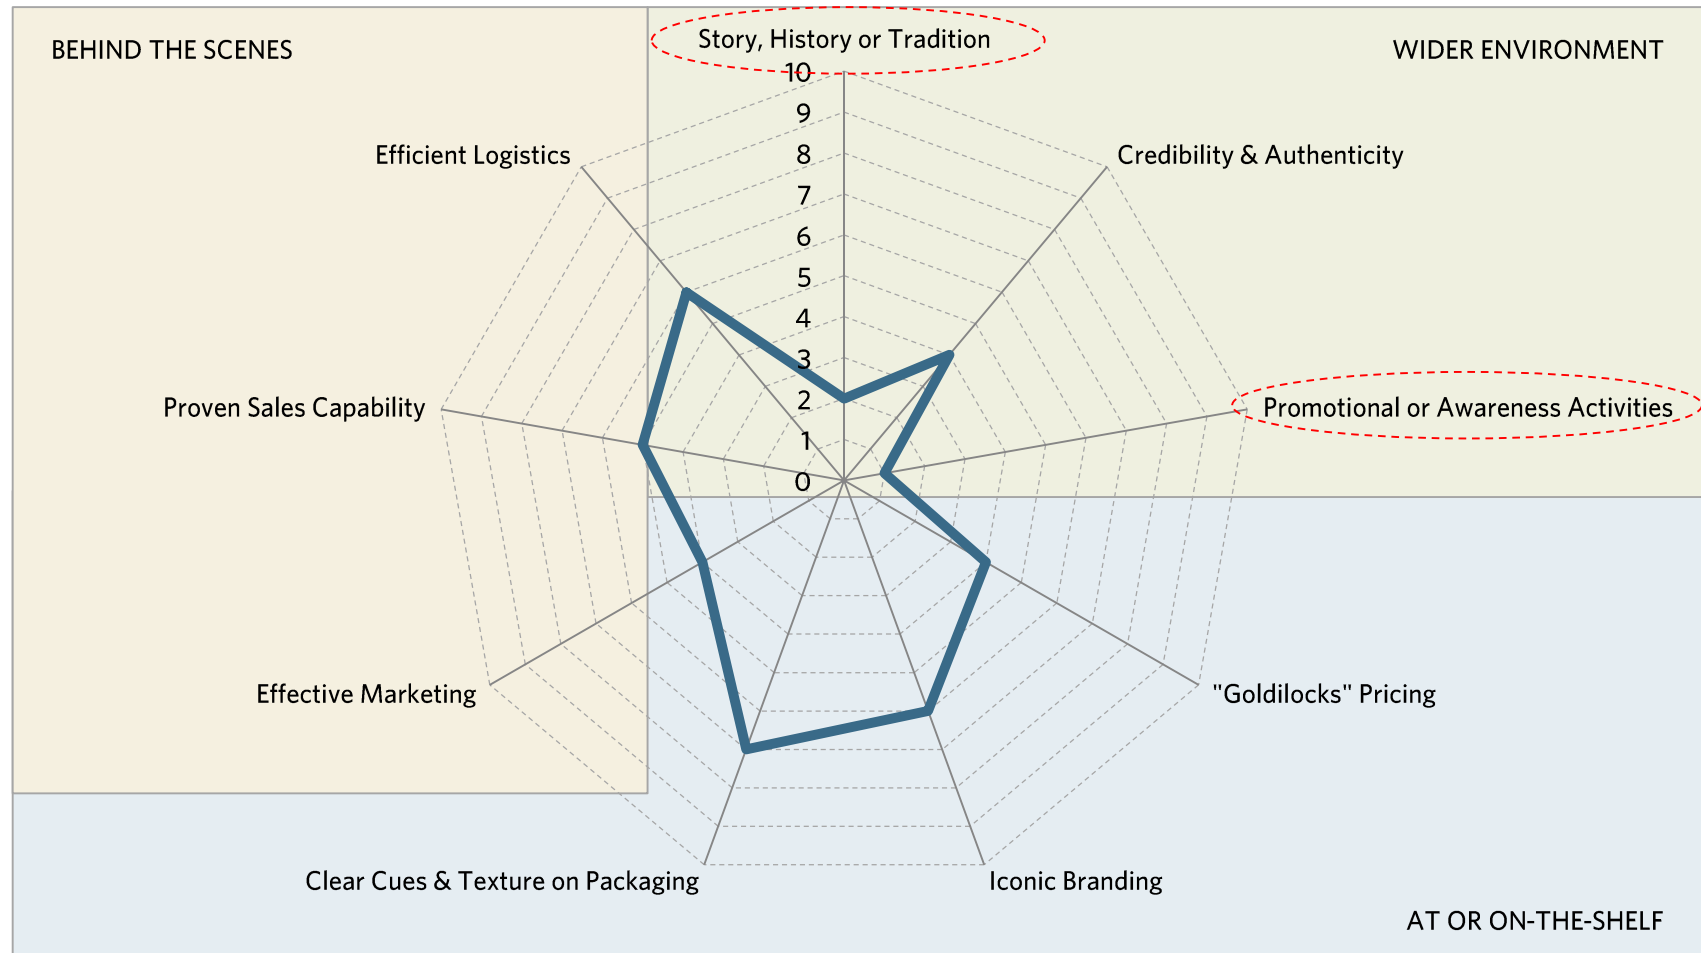 Story, History or Tradition
BEHIND THE SCENES
WIDER ENVIRONMENT
10
9
8
7
6
5
4
3
2
1
0
Efficient Logistics
Credibility & Authenticity
Proven Sales Capability
Promotional or Awareness Activities
Effective Marketing
"Goldilocks" Pricing
Clear Cues & Texture on Packaging
Iconic Branding
AT OR ON-THE-SHELF